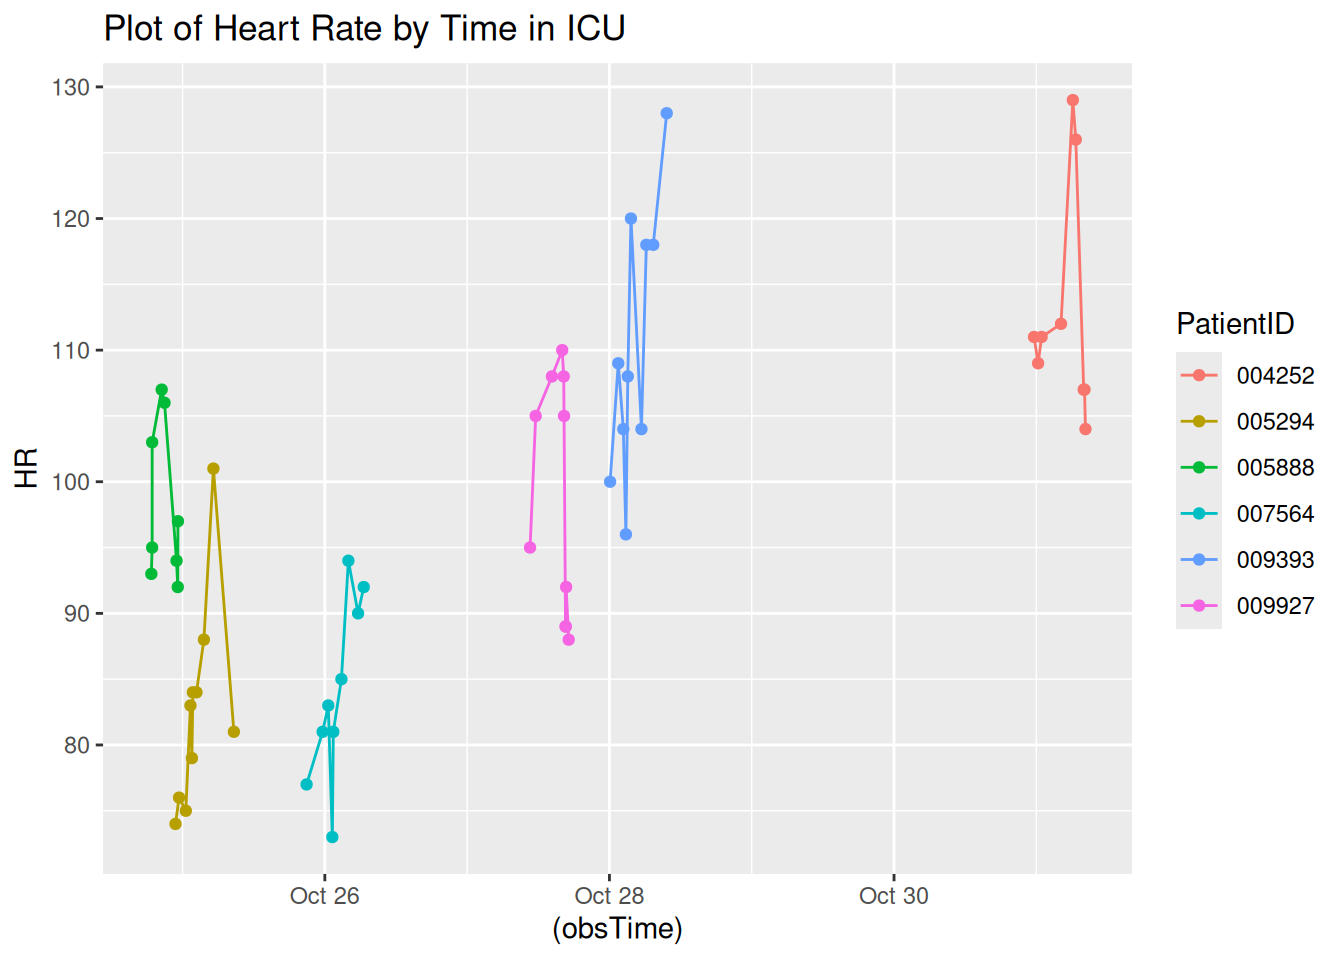 Plot of Heart Rate by Time in ICU
130
120
110
100
90
80
HR
Oct 26
Oct 28
Oct 30
(obsTime)
PatientID
004252
005294
005888
007564
009393
009927